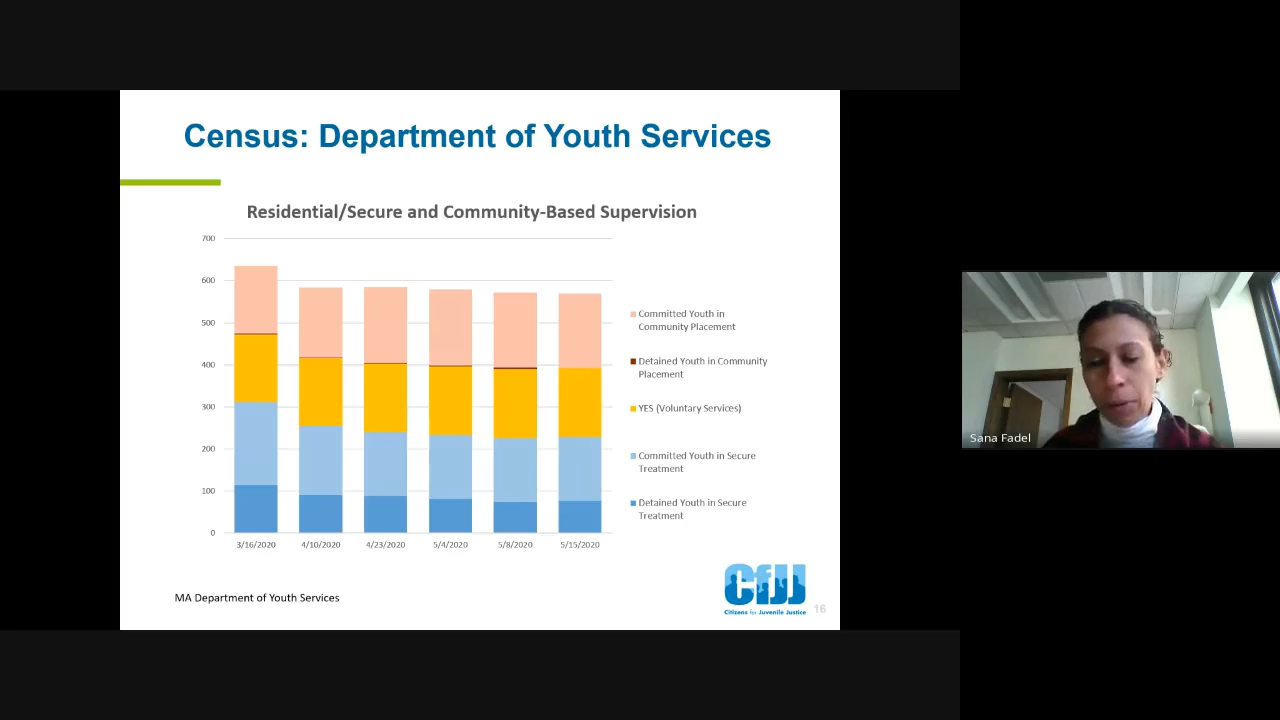 Census: Department of Youth Services
Residential/Secure and Community-Based Supervision
700
600
500
400
300
200
100
0
3/16/2020
4/10/2020
4/23/2020
5/4/2020
5/8/2020
5/15/2020
Committed Youth in
Community Placement
Detained Youth in Community
Placement
YES (Voluntary Services)
Committed Youth in Secure
Treatment
Detained Youth in Secure
Treatment
MA Department of Youth Services
CfJJ
Citizens for Juvenile Justice
16
Sana Fadel